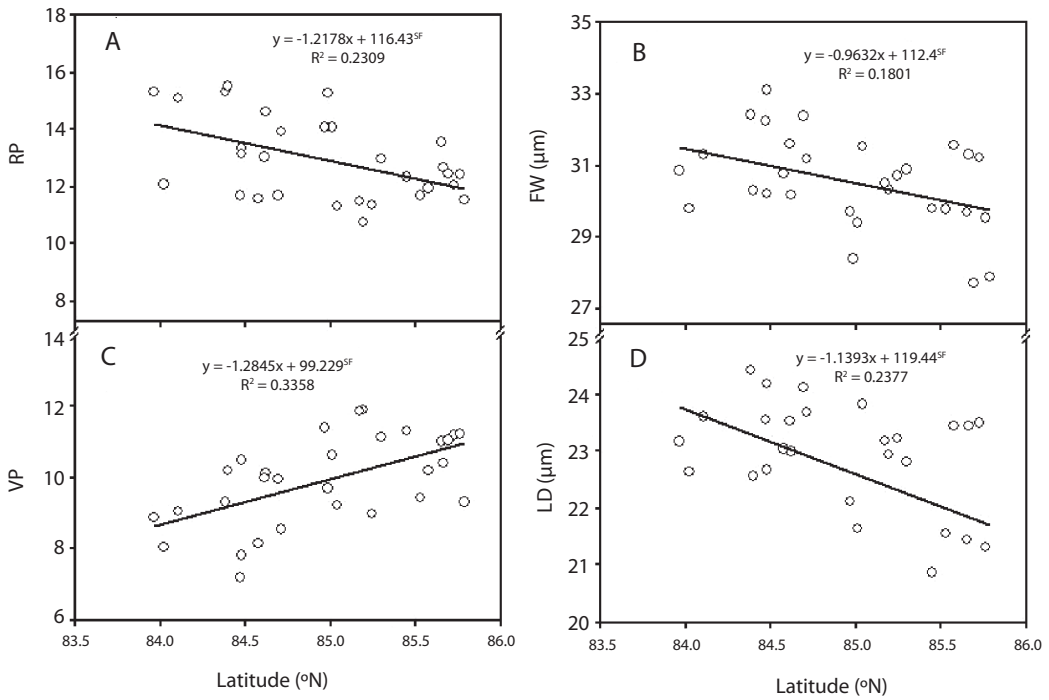 18
16
14
12
10
8
RP
A
y = -1.2178x + 116.43SF
R² = 0.2309
35
33
31
29
27
FW (µm)
B
y = -0.9632x + 112.4SF
R² = 0.1801
14
12
10
8
6
VP
C
y = -1.2845x + 99.229SF
R² = 0.3358
83.5
84.0
84.5
85.0
85.5
86.0
Latitude (ºN)
25
24
23
22
21
20
LD (µm)
D
y = -1.1393x + 119.44SF
R² = 0.2377
83.5
84.0
84.5
85.0
85.5
86.0
Latitude (ºN)